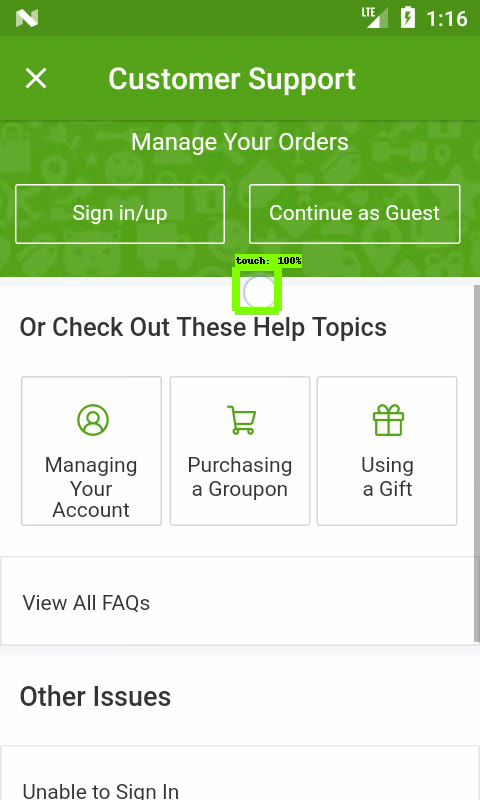 LTE 1:16
Customer Support
Manage Your Orders
Sign in/up Continue as Guest
touch: 100%
Or Check Out These Help Topics
Managing
Your
Account
Purchasing
a Groupon
Using
a Gift
View All FAQs
Other Issues
Unable to Sign In